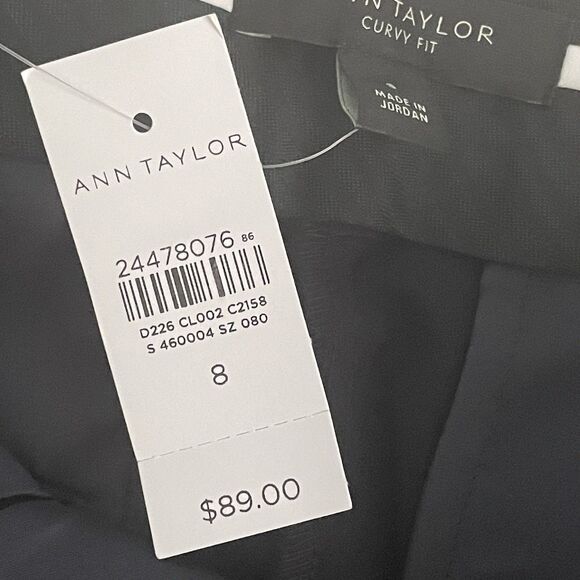 ANN TAYLOR
CURVY FIT
MADE IN
JORDAN
ANN TAYLOR
24478076 86
D226 CL002 C2158
S 460004 SZ 080
8
$89.00